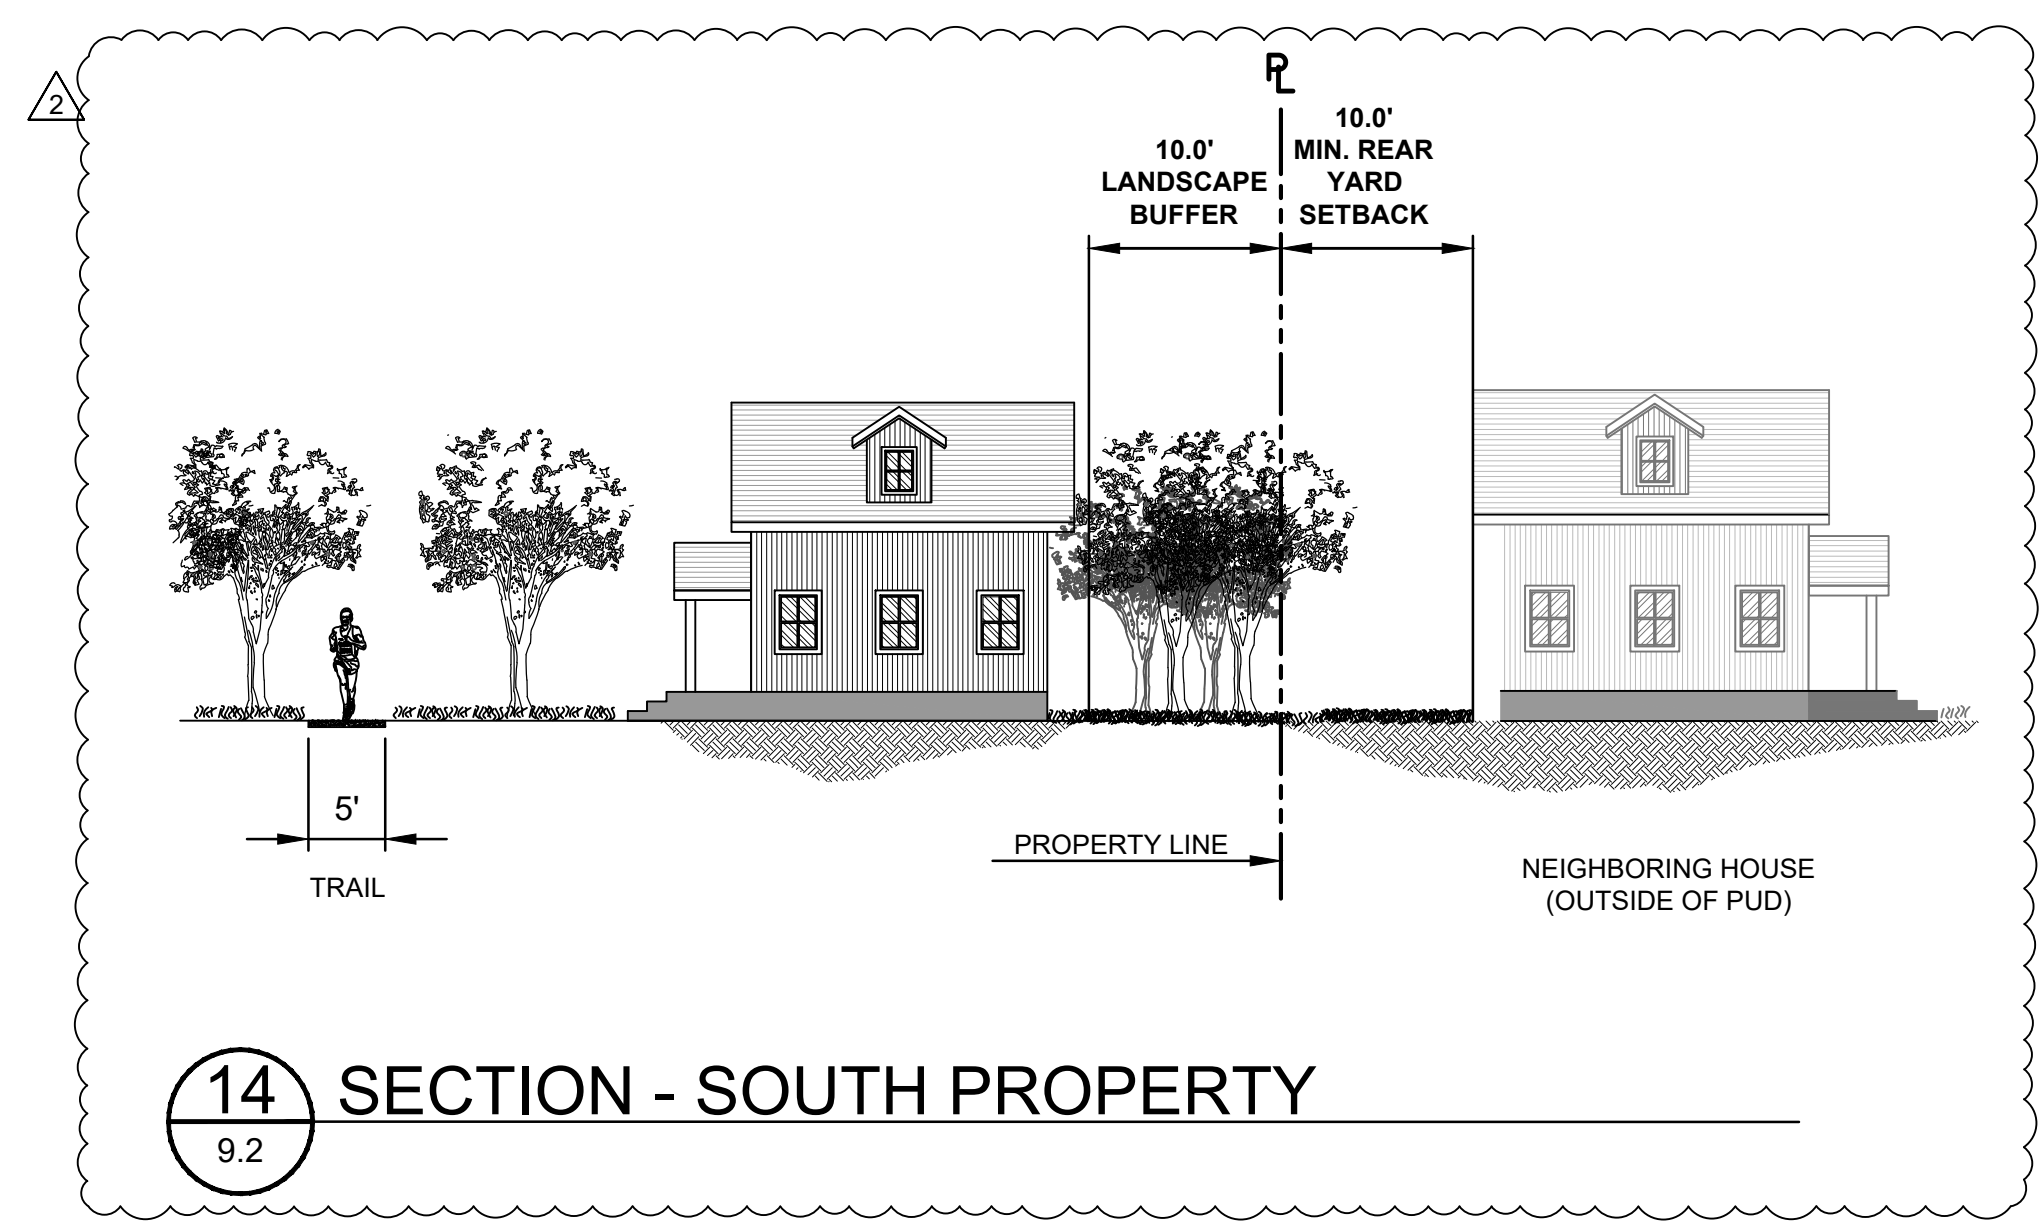 2
PL
10.0'
LANDSCAPE
BUFFER
10.0'
MIN. REAR
YARD
SETBACK
5'
TRAIL
PROPERTY LINE
NEIGHBORING HOUSE
(OUTSIDE OF PUD)
14
SECTION - SOUTH PROPERTY
9.2